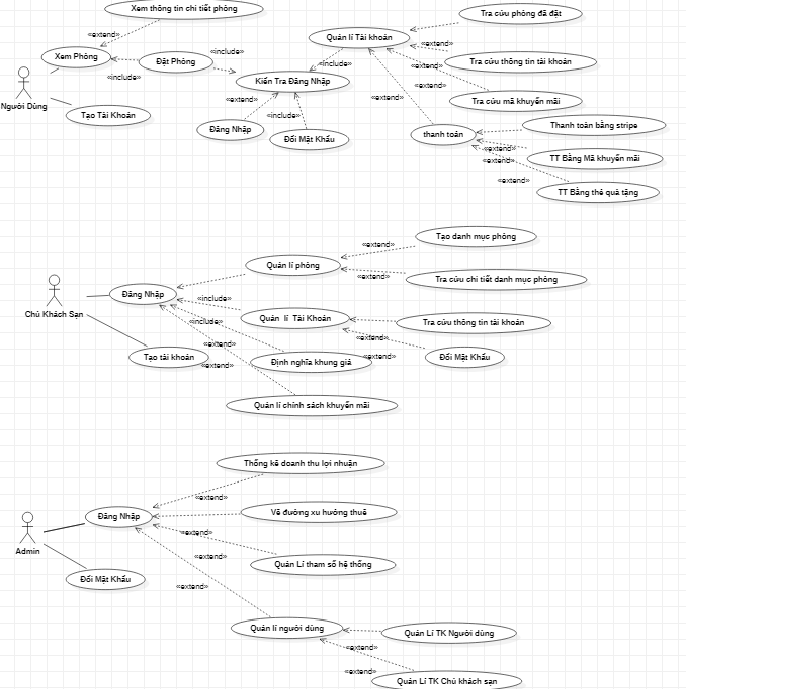 Xem thông tin chi tiết phòng
«extend»
Xem Phòng
Đặt Phòng
«include»
«include»
Người Dùng
Tạo Tài Khoản
Kiến Tra Đăng Nhập
«extend»
«include»
Đăng Nhập
Đổi Mật Khẩu
Quản lí Tài khoản
«include»
Tra cứu phòng đã đặt
«extend»
Tra cứu thông tin tài khoản
«extend»
«extend»
Tra cứu mã khuyến mãi
«extend»
thanh toán
Thanh toán bằng stripe
«extend»
TT Bằng Mã khuyến mãi
«extend»
«extend»
TT Bằng thẻ quà tặng
Tạo danh mục phòng
«extend»
Quản lí phòng
«extend»
Tra cứu chi tiết danh mục phòng
Chủ Khách Sạn
Đăng Nhập
«include»
Quản lí Tài Khoản
Tra cứu thông tin tài khoản
«include»
«extend»
«extend»
Đổi Mật Khẩu
Tạo tài khoản
«extend»
Định nghĩa khung giá
«extend»
Quản lí chính sách khuyến mãi
Thống kê doanh thu lợi nhuận
«extend»
Admin
Đăng Nhập
Vẽ đường xu hướng thuê
«extend»
«extend»
Quản Lí tham số hệ thống
Đổi Mật Khẩu
«extend»
Quản lí người dùng
Quản Lí TK Người dùng
«extend»
«extend»
Quản Lí TK Chủ khách sạn